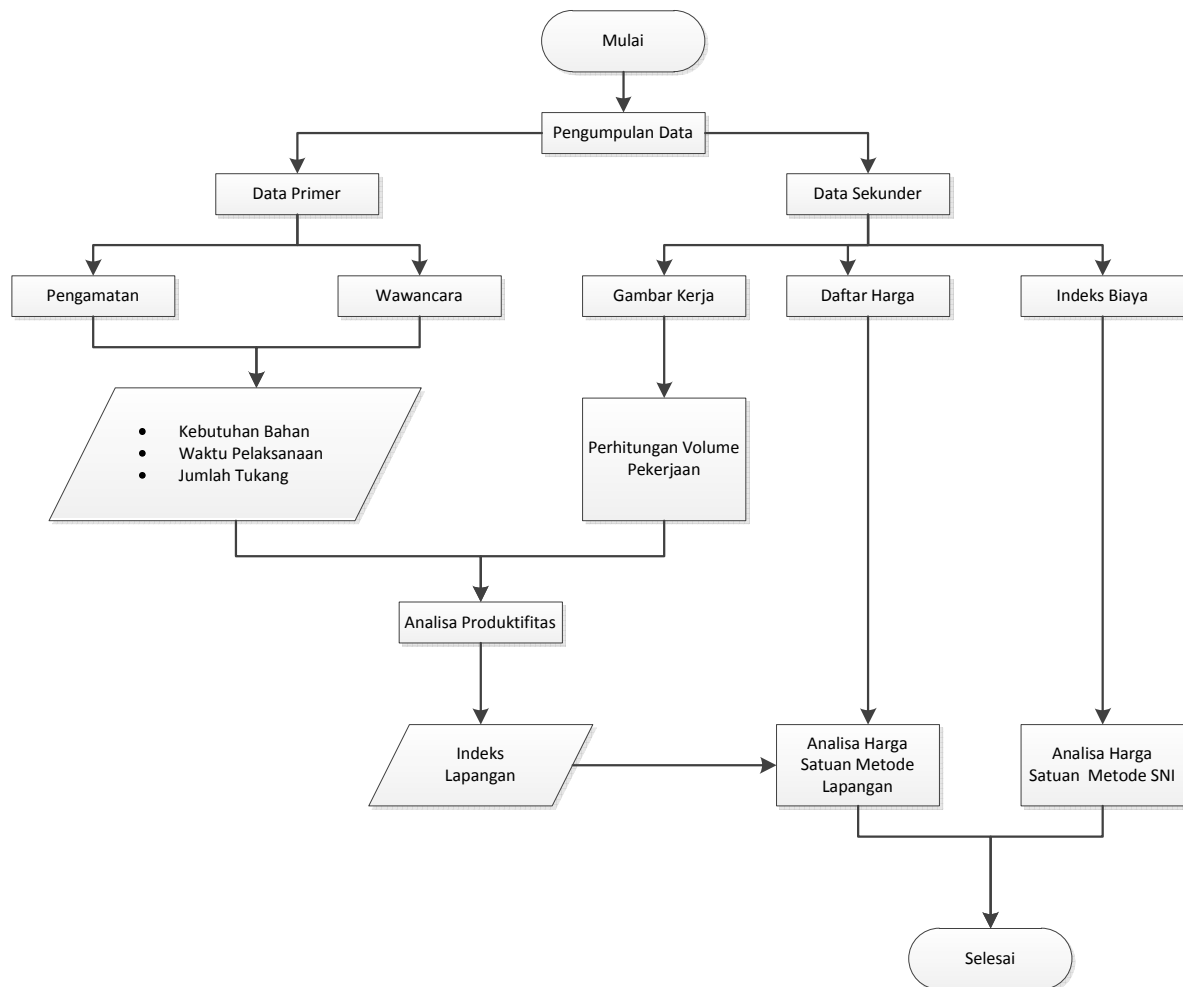 Mulai
Pengumpulan Data
Data Primer
Data Sekunder
Pengamatan
Wawancara
Gambar Kerja
Daftar Harga
Indeks Biaya
• Kebutuhan Bahan
• Waktu Pelaksanaan
• Jumlah Tukang
Perhitungan Volume
Pekerjaan
Analisa Produktifitas
Indeks
Lapangan
Analisa Harga
Satuan Metode
Lapangan
Analisa Harga
Satuan Metode SNI
Selesai